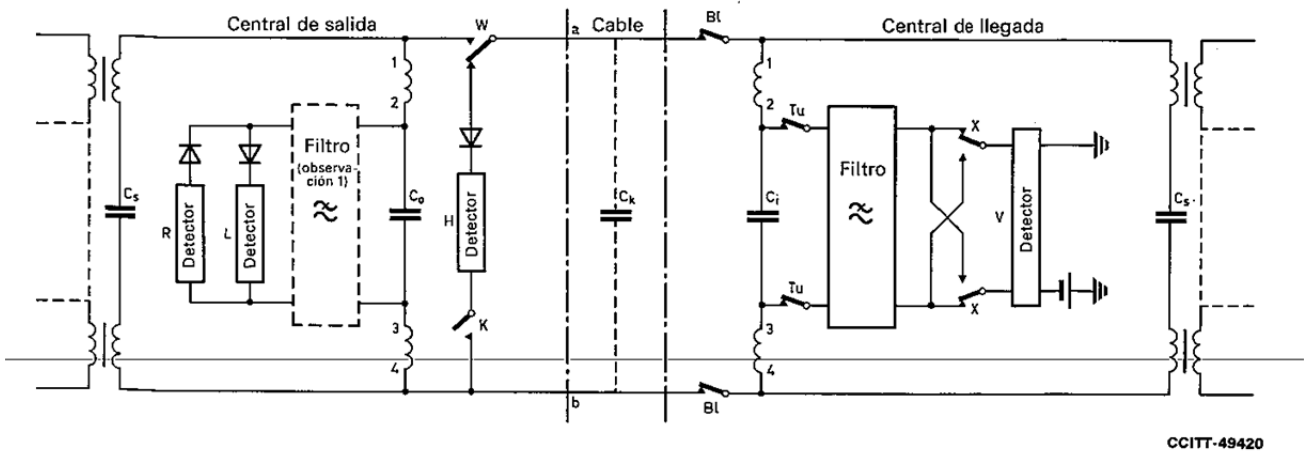 Central de salida
W
a
Cable
Bl
Central de llegada
1
2
1
2
Tu
X
Filtro
(observa-
ción 1)
Filtro
Cs
R
Detector
L
Detector
Co
H
Detector
Ck
Ci
V
Detector
Cs
Tu
X
K
3
4
3
4
b
Bl
CCITT-49420